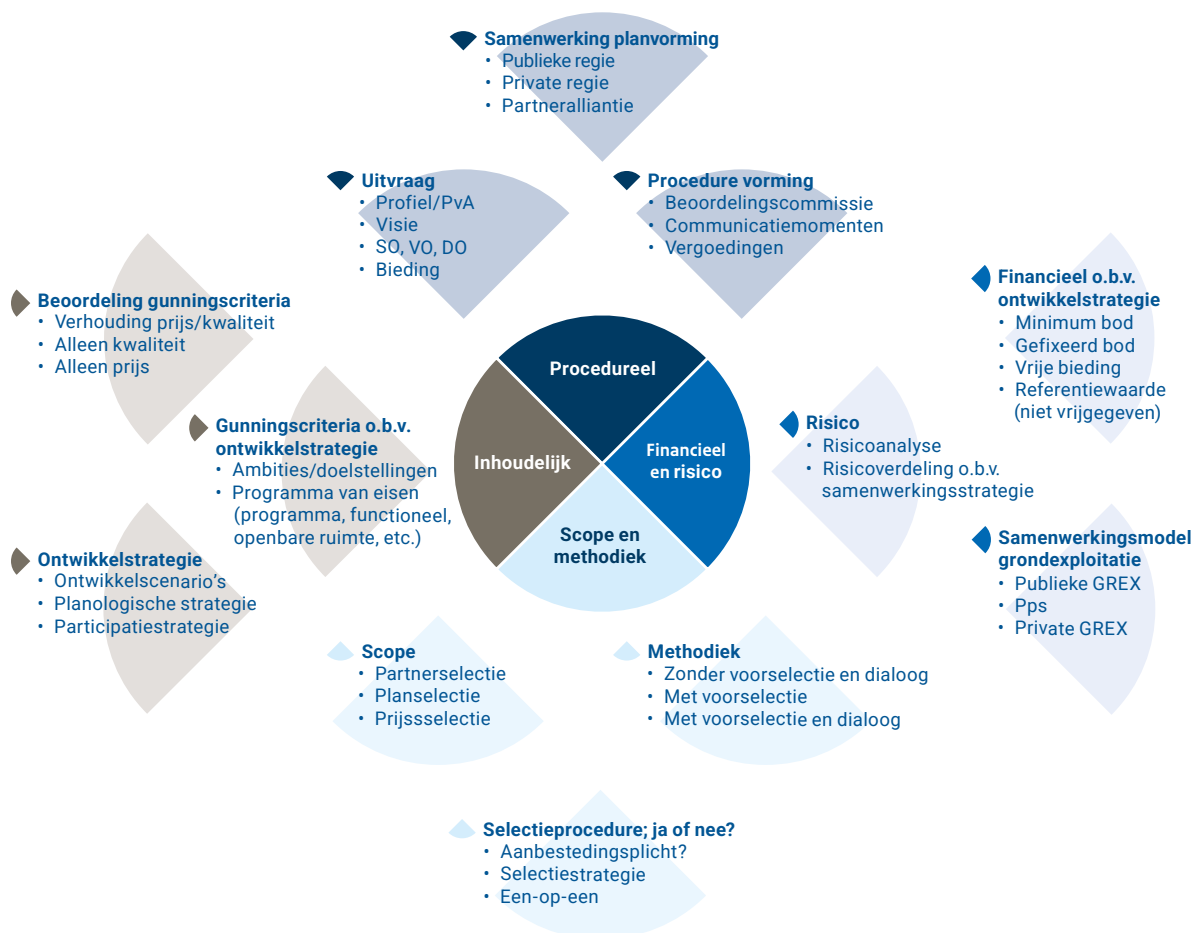 Samenwerking planvorming
• Publieke regie
• Private regie
• Partneralliantie
Uitvraag
• Profiel/PvA
• Visie
• SO, VO, DO
• Bieding
Procedure vorming
• Beoordelingscommissie
• Communicatiemomenten
• Vergoedingen
Beoordeling gunningscriteria
• Verhouding prijs/kwaliteit
• Alleen kwaliteit
• Alleen prijs
Gunningscriteria o.b.v.
ontwikkelstrategie
• Ambities/doelstellingen
• Programma van eisen
(programma, functioneel,
openbare ruimte, etc.)
Ontwikkelstrategie
• Ontwikkelscenario's
• Planologische strategie
• Participatiestrategie
Procedureel
Inhoudelijk
Financieel
en risico
Scope en
methodiek
Financieel o.b.v.
ontwikkelstrategie
• Minimum bod
• Gefixeerd bod
• Vrije bieding
• Referentiewaarde
(niet vrijgegeven)
Risico
• Risicoanalyse
• Risicoverdeling o.b.v.
samenwerkingsstrategie
Samenwerkingsmodel
grondexploitatie
• Publieke GREX
• Pps
• Private GREX
Scope
• Partnerselectie
• Planselectie
• Prijssselectie
Methodiek
• Zonder voorselectie en dialoog
• Met voorselectie
• Met voorselectie en dialoog
Selectieprocedure; ja of nee?
• Aanbestedingsplicht?
• Selectiestrategie
• Een-op-een